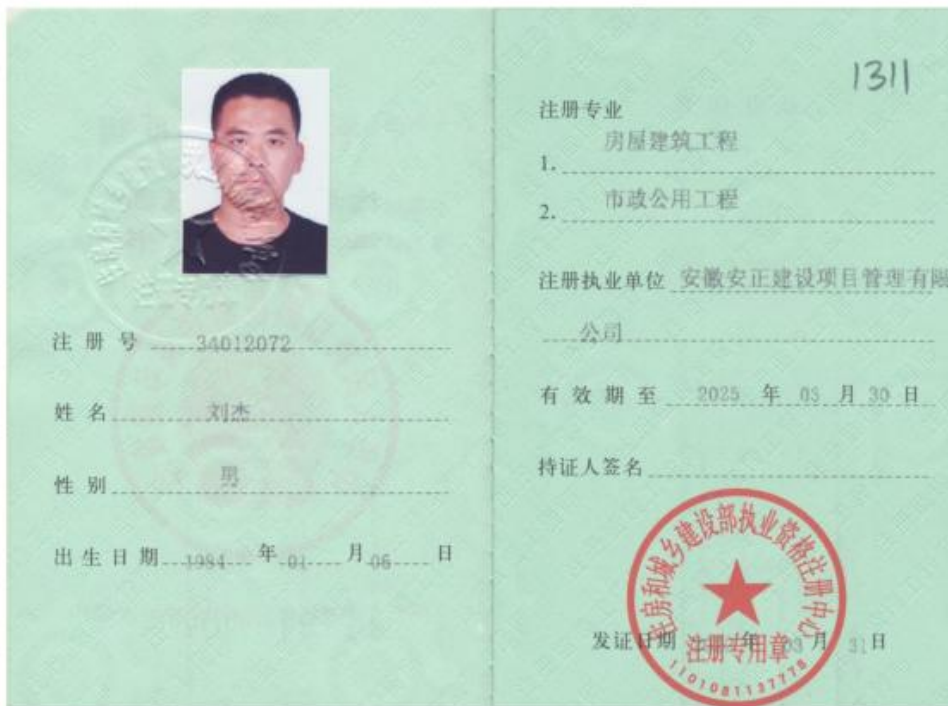 注 册 号 34012072
姓 名 刘杰
性 别 男
出 生 日 期 1984 年 01 月 06 日
1311
注册专业
1. 房屋建筑工程
2. 市政公用工程
注册执业单位 安徽安正建设项目管理有限
公司
有 效 期 至 2025 年 03 月 30 日
持证人签名
住房和城乡建设部执业资格注册中心
发证日期 年 03 月 31 日
注册专用章
1101081137778